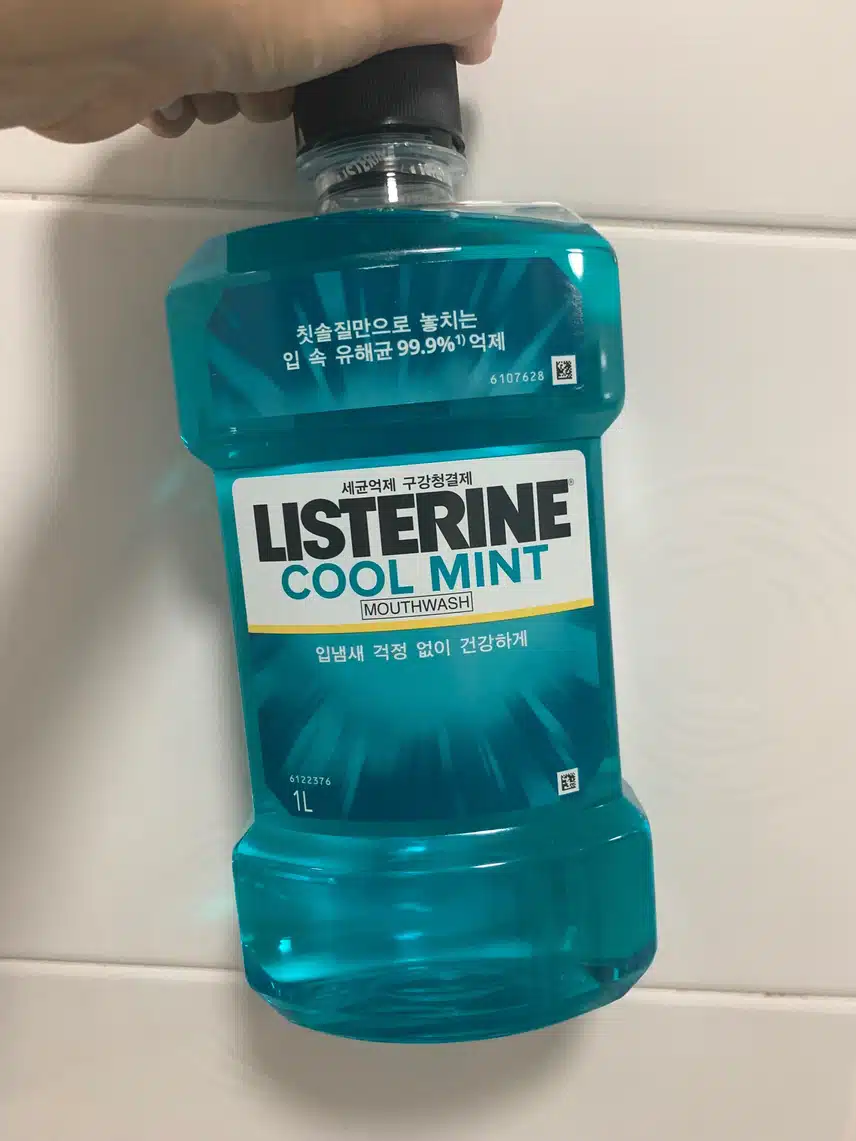 LISTERINE
칫솔질만으로 놓치는
입 속 유해균 99.9%¹⁾ 억제
6107628
세균억제 구강청결제
LISTERINE®
COOL MINT
MOUTHWASH
입냄새 걱정 없이 건강하게
6122376
1L